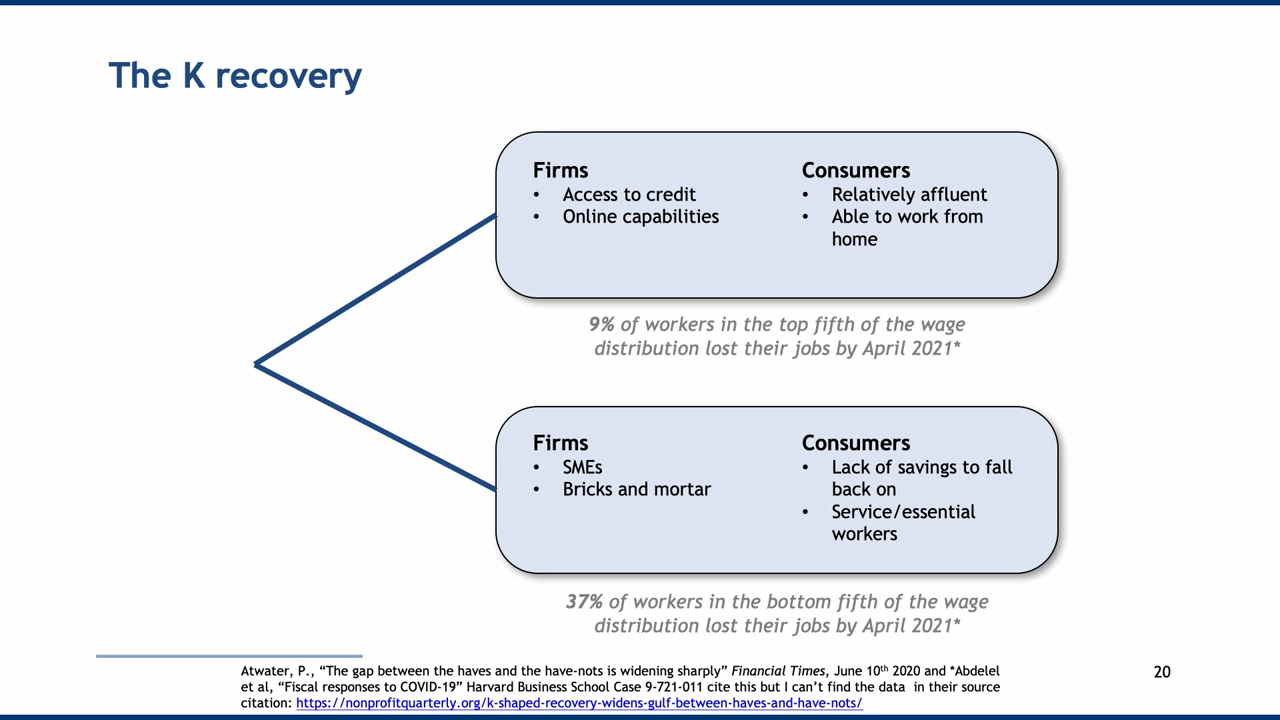 The K recovery
Firms
• Access to credit
• Online capabilities
Consumers
• Relatively affluent
• Able to work from
home
9% of workers in the top fifth of the wage
distribution lost their jobs by April 2021*
Firms
• SMEs
• Bricks and mortar
Consumers
• Lack of savings to fall
back on
• Service/essential
workers
37% of workers in the bottom fifth of the wage
distribution lost their jobs by April 2021*
Atwater, P., “The gap between the haves and the have-nots is widening sharply” Financial Times, June 10th 2020 and *Abdelel
et al, “Fiscal responses to COVID-19” Harvard Business School Case 9-721-011 cite this but I can’t find the data in their source
citation: https://nonprofitquarterly.org/k-shaped-recovery-widens-gulf-between-haves-and-have-nots/
20